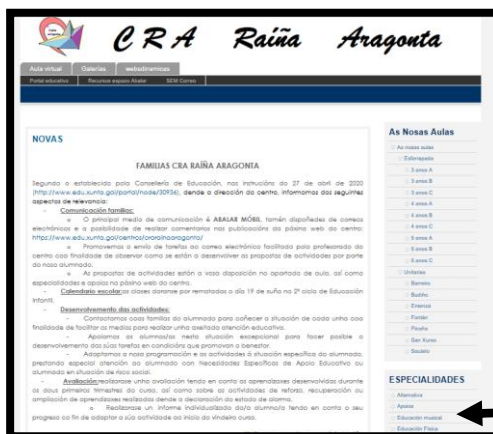 CRA Raíña Aragonta
Aula virtual Galerías websdinamicas
Portal educativo Recursos espazo Abalar SEM Correo
NOVAS
FAMILIAS CRA RAÍÑA ARAGONTA
Segundo o establecido pola Consellería de Educación, nas instrucións do 27 de abril de 2020
(http://www.edu.xunta.gal/portal/node/30936), dende a dirección do centro, informamos dos seguintes
aspectos de relevancia:
- Comunicación familias:
o O principal medio de comunicación é ABALAR MÓBIL, tamén dispoñedes de correos
electrónicos e a posibilidade de realizar comentarios nas publicacións da páxina web do centro:
https://www.edu.xunta.gal/centros/crarainaaragonta/
o Promovemos o envío de tarefas ao correo electrónico facilitado polo profesorado do
centro coa finalidade de observar como se están a desenvolver as propostas de actividades por parte
do noso alumnado.
o As propostas de actividades están a vosa disposición no apartado de aula, así como
especialidades e apoios na páxina web do centro.
- Calendario escolar: as clases daranse por rematadas o día 19 de xuño no 2º ciclo de Educación
Infantil.
- Desenvolvemento das actividades:
- Contactamos coas familias do alumnado para coñecer a situación de cada unha coa
finalidade de facilitar os medios para realizar unha axeitada atención educativa.
- Apoiamos as alumnas/os nesta situación excepcional para facer posible o
desenvolvemento das súas tarefas en condicións que promovan o benestar.
- Adaptamos a nosa programación e as actividades á situación específica do alumnado,
prestando especial atención ao alumnado con Necesidades Específicas de Apoio Educativo ou
alumnado en situación de risco social.
- Avaliación: realizarase unha avaliación tendo en conta as aprendizaxes desenvolvidas durante
os dous primeiros trimestres do curso, así como sobre as actividades de reforzo, recuperación ou
ampliación de aprendizaxes realizadas dende a declaración do estado de alarma.
o Realizarase un informe individualizado do/a alumno/a tendo en conta o seu
progreso co fin de adaptar a súa actividade ao inicio do vindeiro curso.
As Nosas Aulas
As nosas aulas
Esfarrapada
3 anos A
3 anos B
3 anos C
4 anos A
4 anos B
4 anos C
5 anos A
5 anos B
5 anos C
Unitarias
Barreiro
Budiño
Entenza
Picoña
San Xurxo
Soutelo
ESPECIALIDADES
Alternativa
Apoios
Educación musical
Educación Física